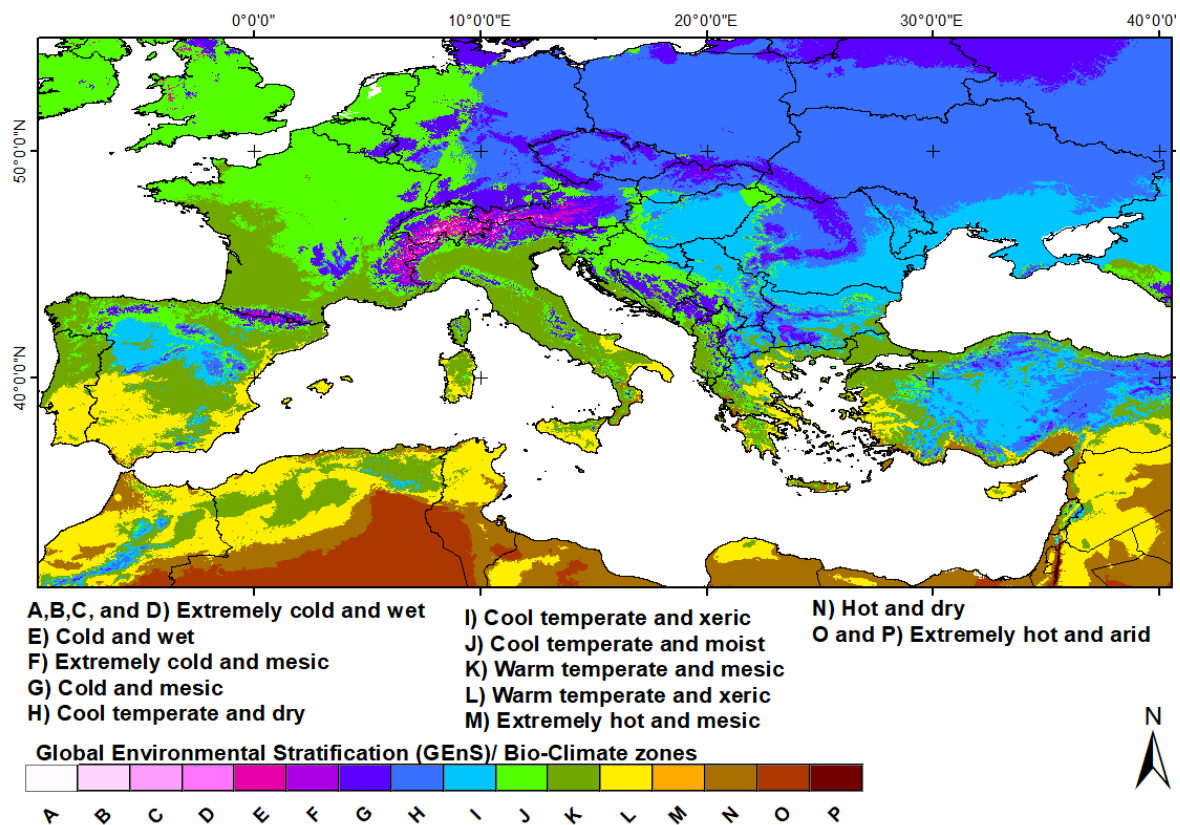 0°0'0" 10°0'0"E 20°0'0"E 30°0'0"E 40°0'0"
50°0'0"N
40°0'0"N
A,B,C, and D) Extremely cold and wet
E) Cold and wet
F) Extremely cold and mesic
G) Cold and mesic
H) Cool temperate and dry
I) Cool temperate and xeric
J) Cool temperate and moist
K) Warm temperate and mesic
L) Warm temperate and xeric
M) Extremely hot and mesic
N) Hot and dry
O and P) Extremely hot and arid
N
Global Environmental Stratification (GEnS)/ Bio-Climate zones
A B C D E F G H I J K L M N O P